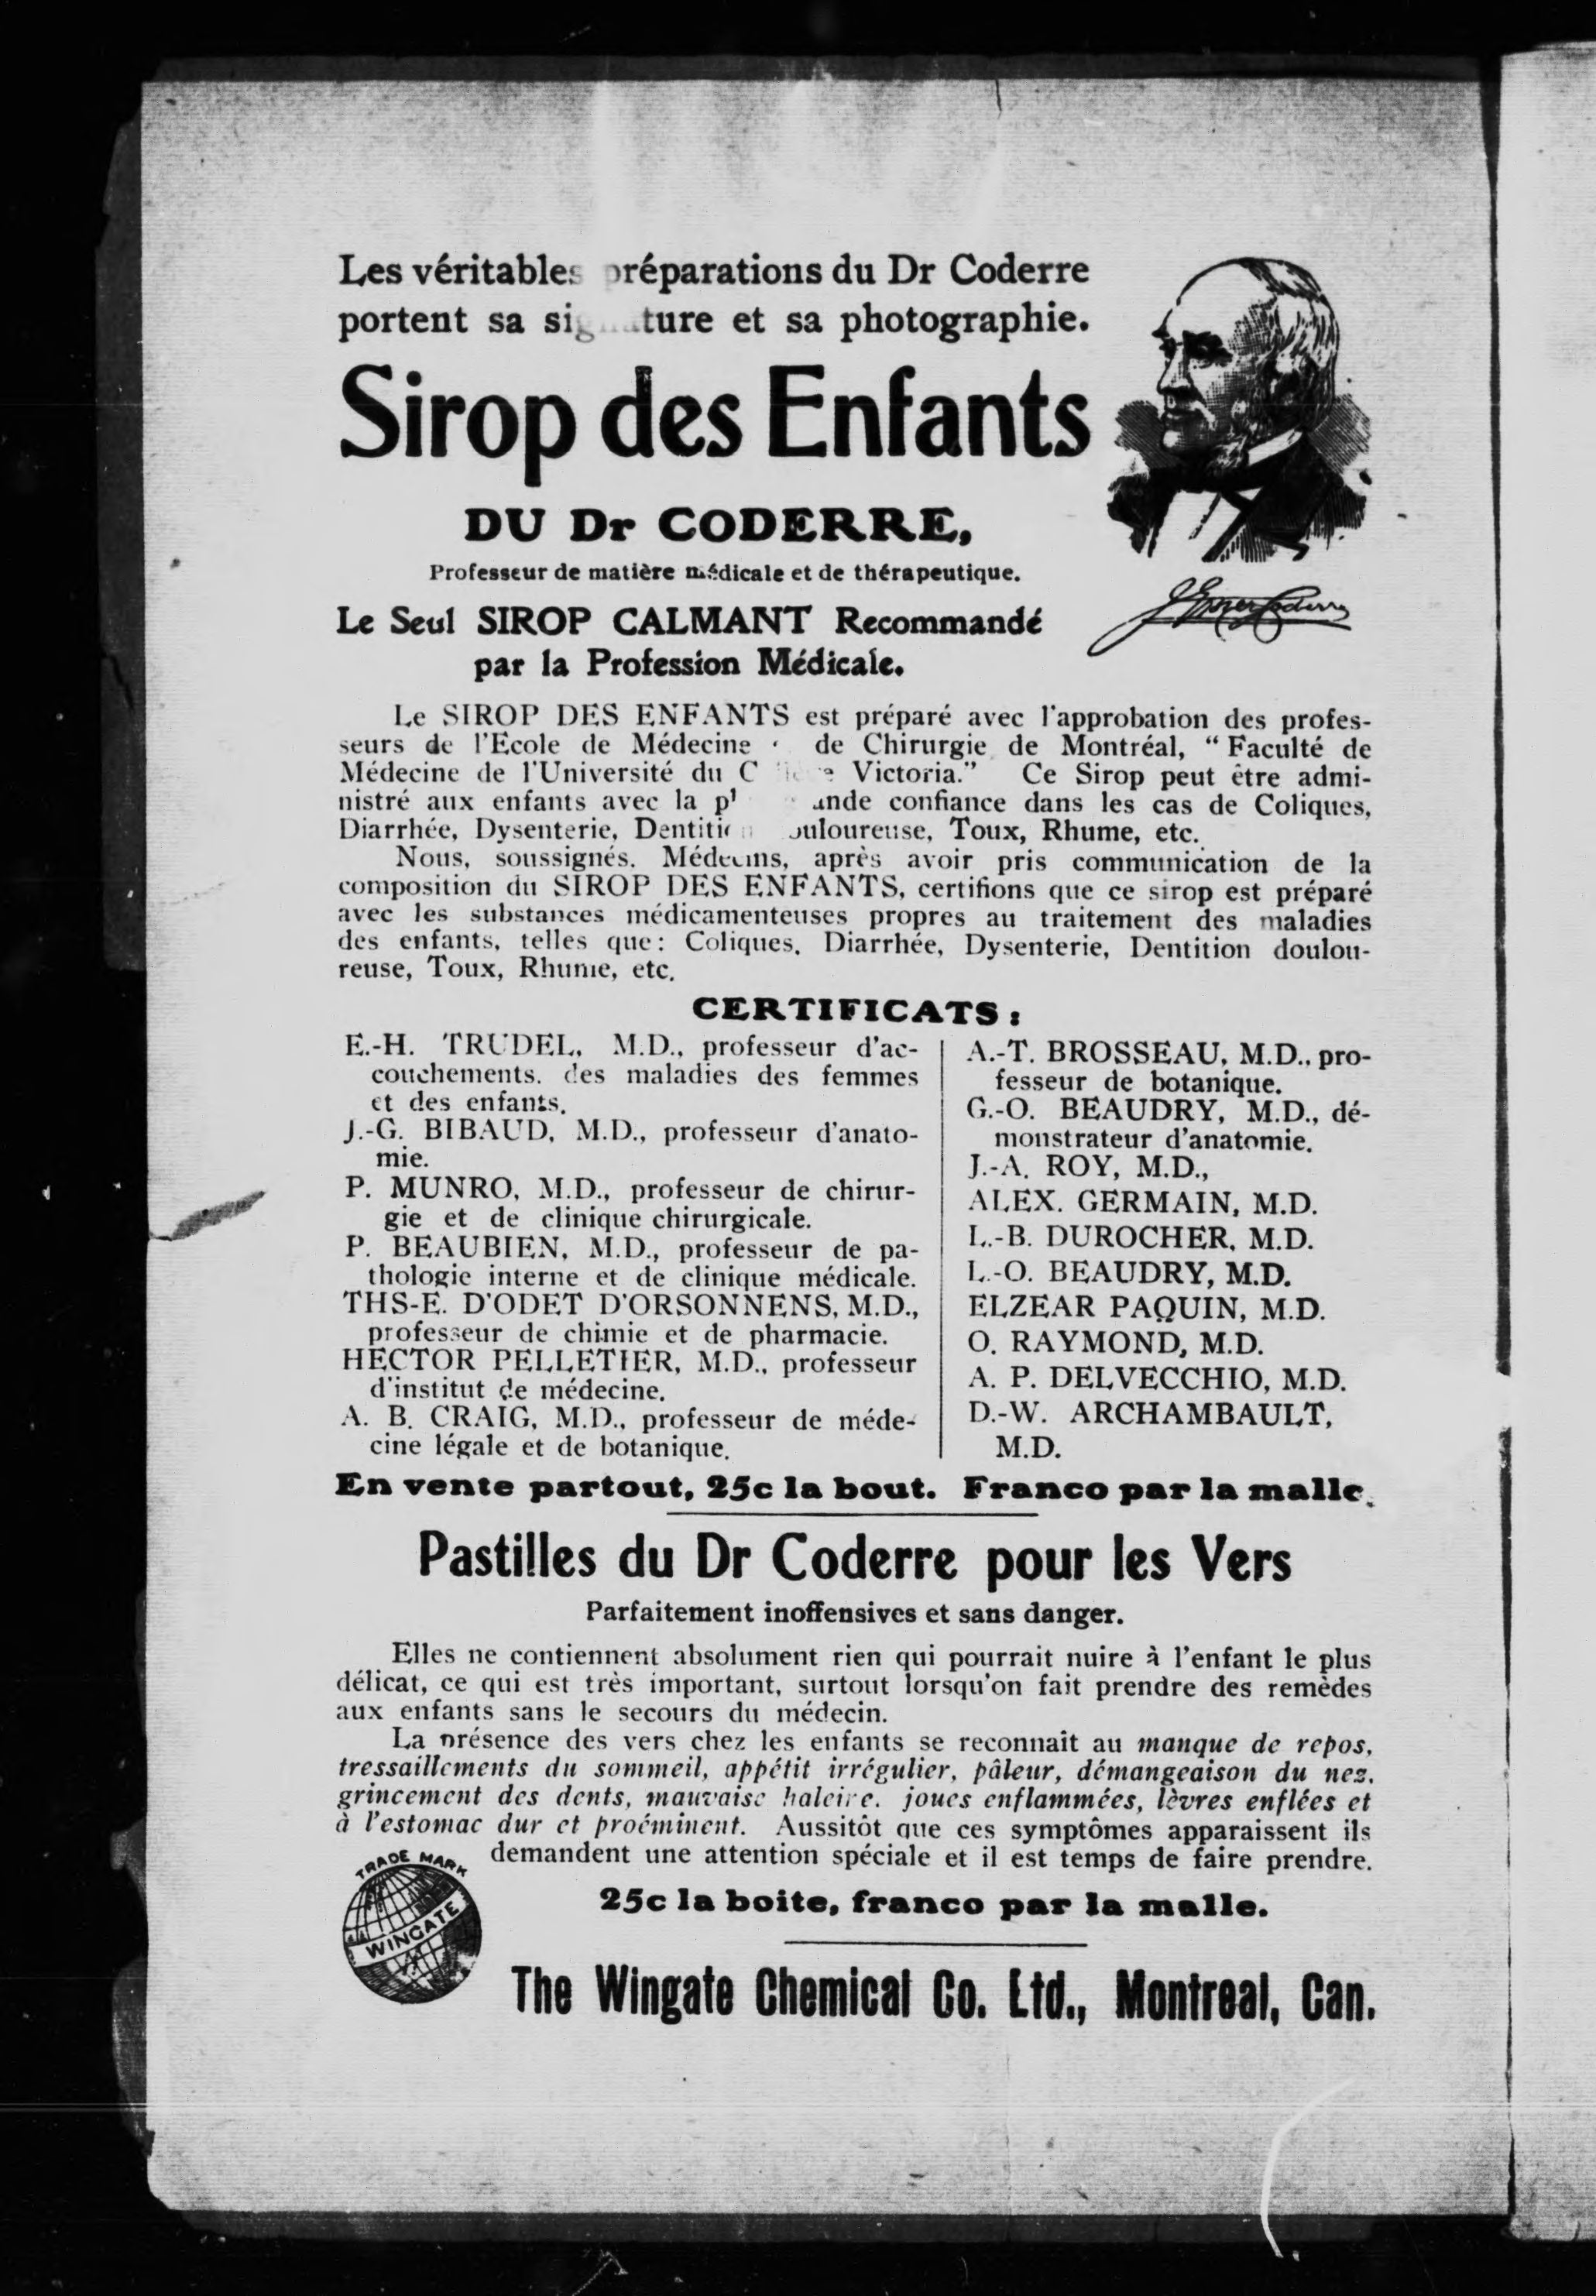 Les véritables préparations du Dr Coderre
portent sa signature et sa photographie.
Sirop des Enfants
DU Dr CODERRE,
Professeur de matière médicale et de thérapeutique.
Le Seul SIROP CALMANT Recommandé
par la Profession Médicale.
Le SIROP DES ENFANTS est préparé avec l'approbation des profes-
seurs de l'Ecole de Médecine de Chirurgie de Montréal, “Faculté de
Médecine de l'Université du Victoria.” Ce Sirop peut être admi-
nistré aux enfants avec la confiance dans les cas de Coliques,
Diarrhée, Dysenterie, Dentition douloureuse, Toux, Rhume, etc.
Nous, soussignés. Médecins, après avoir pris communication de la
composition du SIROP DES ENFANTS, certifions que ce sirop est préparé
avec les substances médicamenteuses propres au traitement des maladies
des enfants, telles que: Coliques, Diarrhée, Dysenterie, Dentition doulou-
reuse, Toux, Rhume, etc.
CERTIFICATS:
E.-H. TRUDEL, M.D., professeur d'ac-
couchements. des maladies des femmes
et des enfants.
J.-G. BIBAUD, M.D., professeur d'anato-
mie.
P. MUNRO, M.D., professeur de chirur-
gie et de clinique chirurgicale.
P. BEAUBIEN, M.D., professeur de pa-
thologie interne et de clinique médicale.
THS-E. D'ODET D'ORSONNENS, M.D.,
professeur de chimie et de pharmacie.
HECTOR PELLETIER, M.D., professeur
d'institut de médecine.
A. B. CRAIG, M.D., professeur de méde-
cine légale et de botanique.
A.-T. BROSSEAU, M.D., pro-
fesseur de botanique.
G.-O. BEAUDRY, M.D., dé-
monstrateur d'anatomie.
J.-A. ROY, M.D.,
ALEX. GERMAIN, M.D.
L.-B. DUROCHER, M.D.
L.-O. BEAUDRY, M.D.
ELZEAR PAQUIN, M.D.
O. RAYMOND, M.D.
A. P. DELVECCHIO, M.D.
D.-W. ARCHAMBAULT,
M.D.
En vente partout, 25c la bout. Franco par la malle.
Pastilles du Dr Coderre pour les Vers
Parfaitement inoffensives et sans danger.
Elles ne contiennent absolument rien qui pourrait nuire à l'enfant le plus
délicat, ce qui est très important, surtout lorsqu'on fait prendre des remèdes
aux enfants sans le secours du médecin.
La présence des vers chez les enfants se reconnait au manque de repos,
tressaillements du sommeil, appétit irrégulier, pâleur, démangeaison du nez,
grincement des dents, mauvaise haleine. joues enflammées, lèvres enflées et
à l'estomac dur et proéminent. Aussitôt que ces symptômes apparaissent ils
demandent une attention spéciale et il est temps de faire prendre.
TRADE MARK
WINGATE
25c la boite, franco par la malle.
The Wingate Chemical Co. Ltd., Montreal, Can.